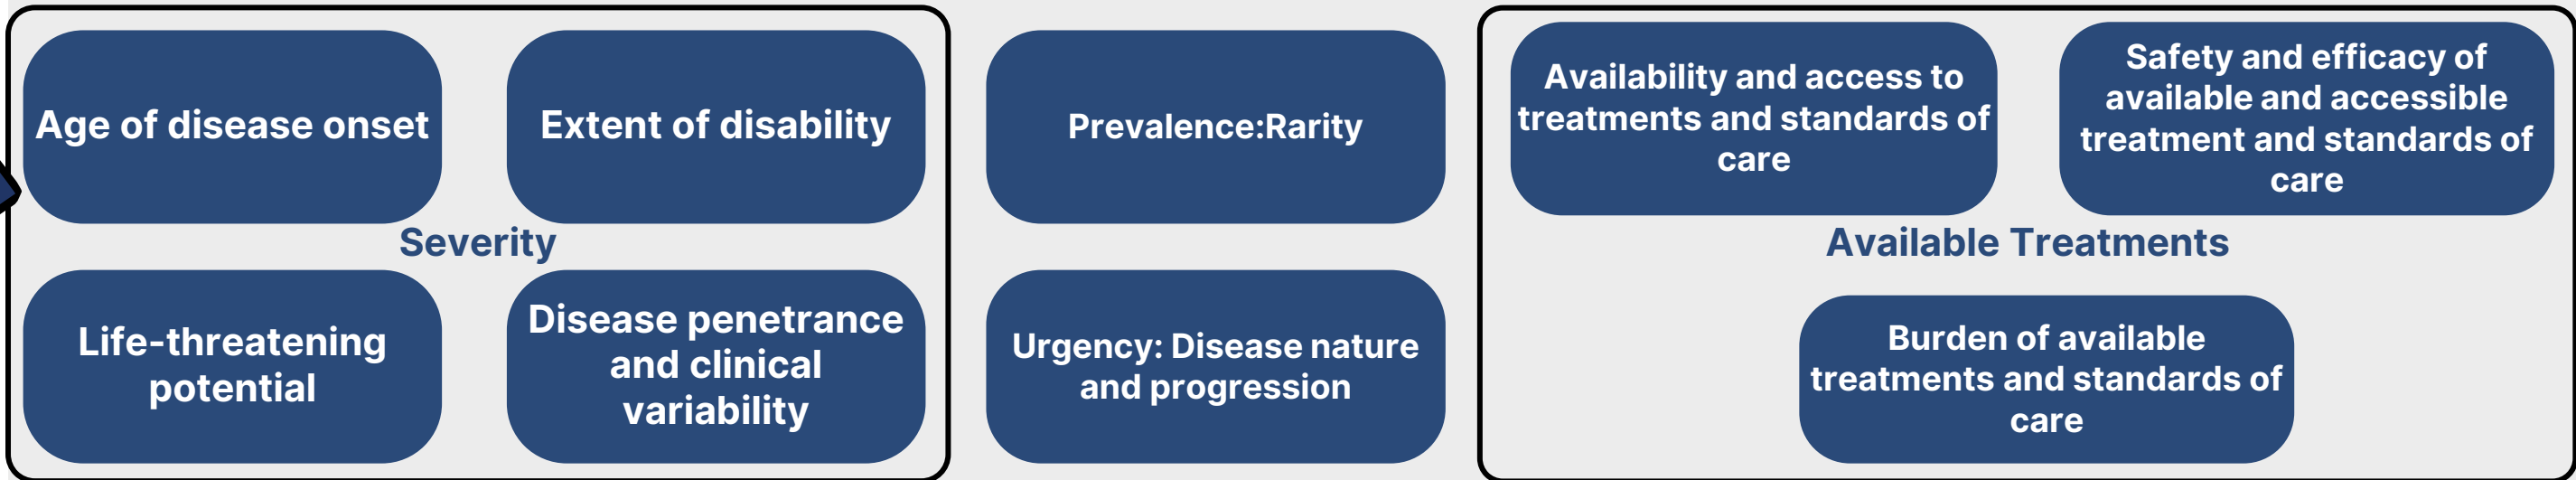 Age of disease onset
Extent of disability
Severity
Life-threatening
potential
Disease penetrance
and clinical
variability
Prevalence:Rarity
Urgency: Disease nature
and progression
Availability and access to
treatments and standards of
care
Safety and efficacy of
available and accessible
treatment and standards of
care
Available Treatments
Burden of available
treatments and standards of
care